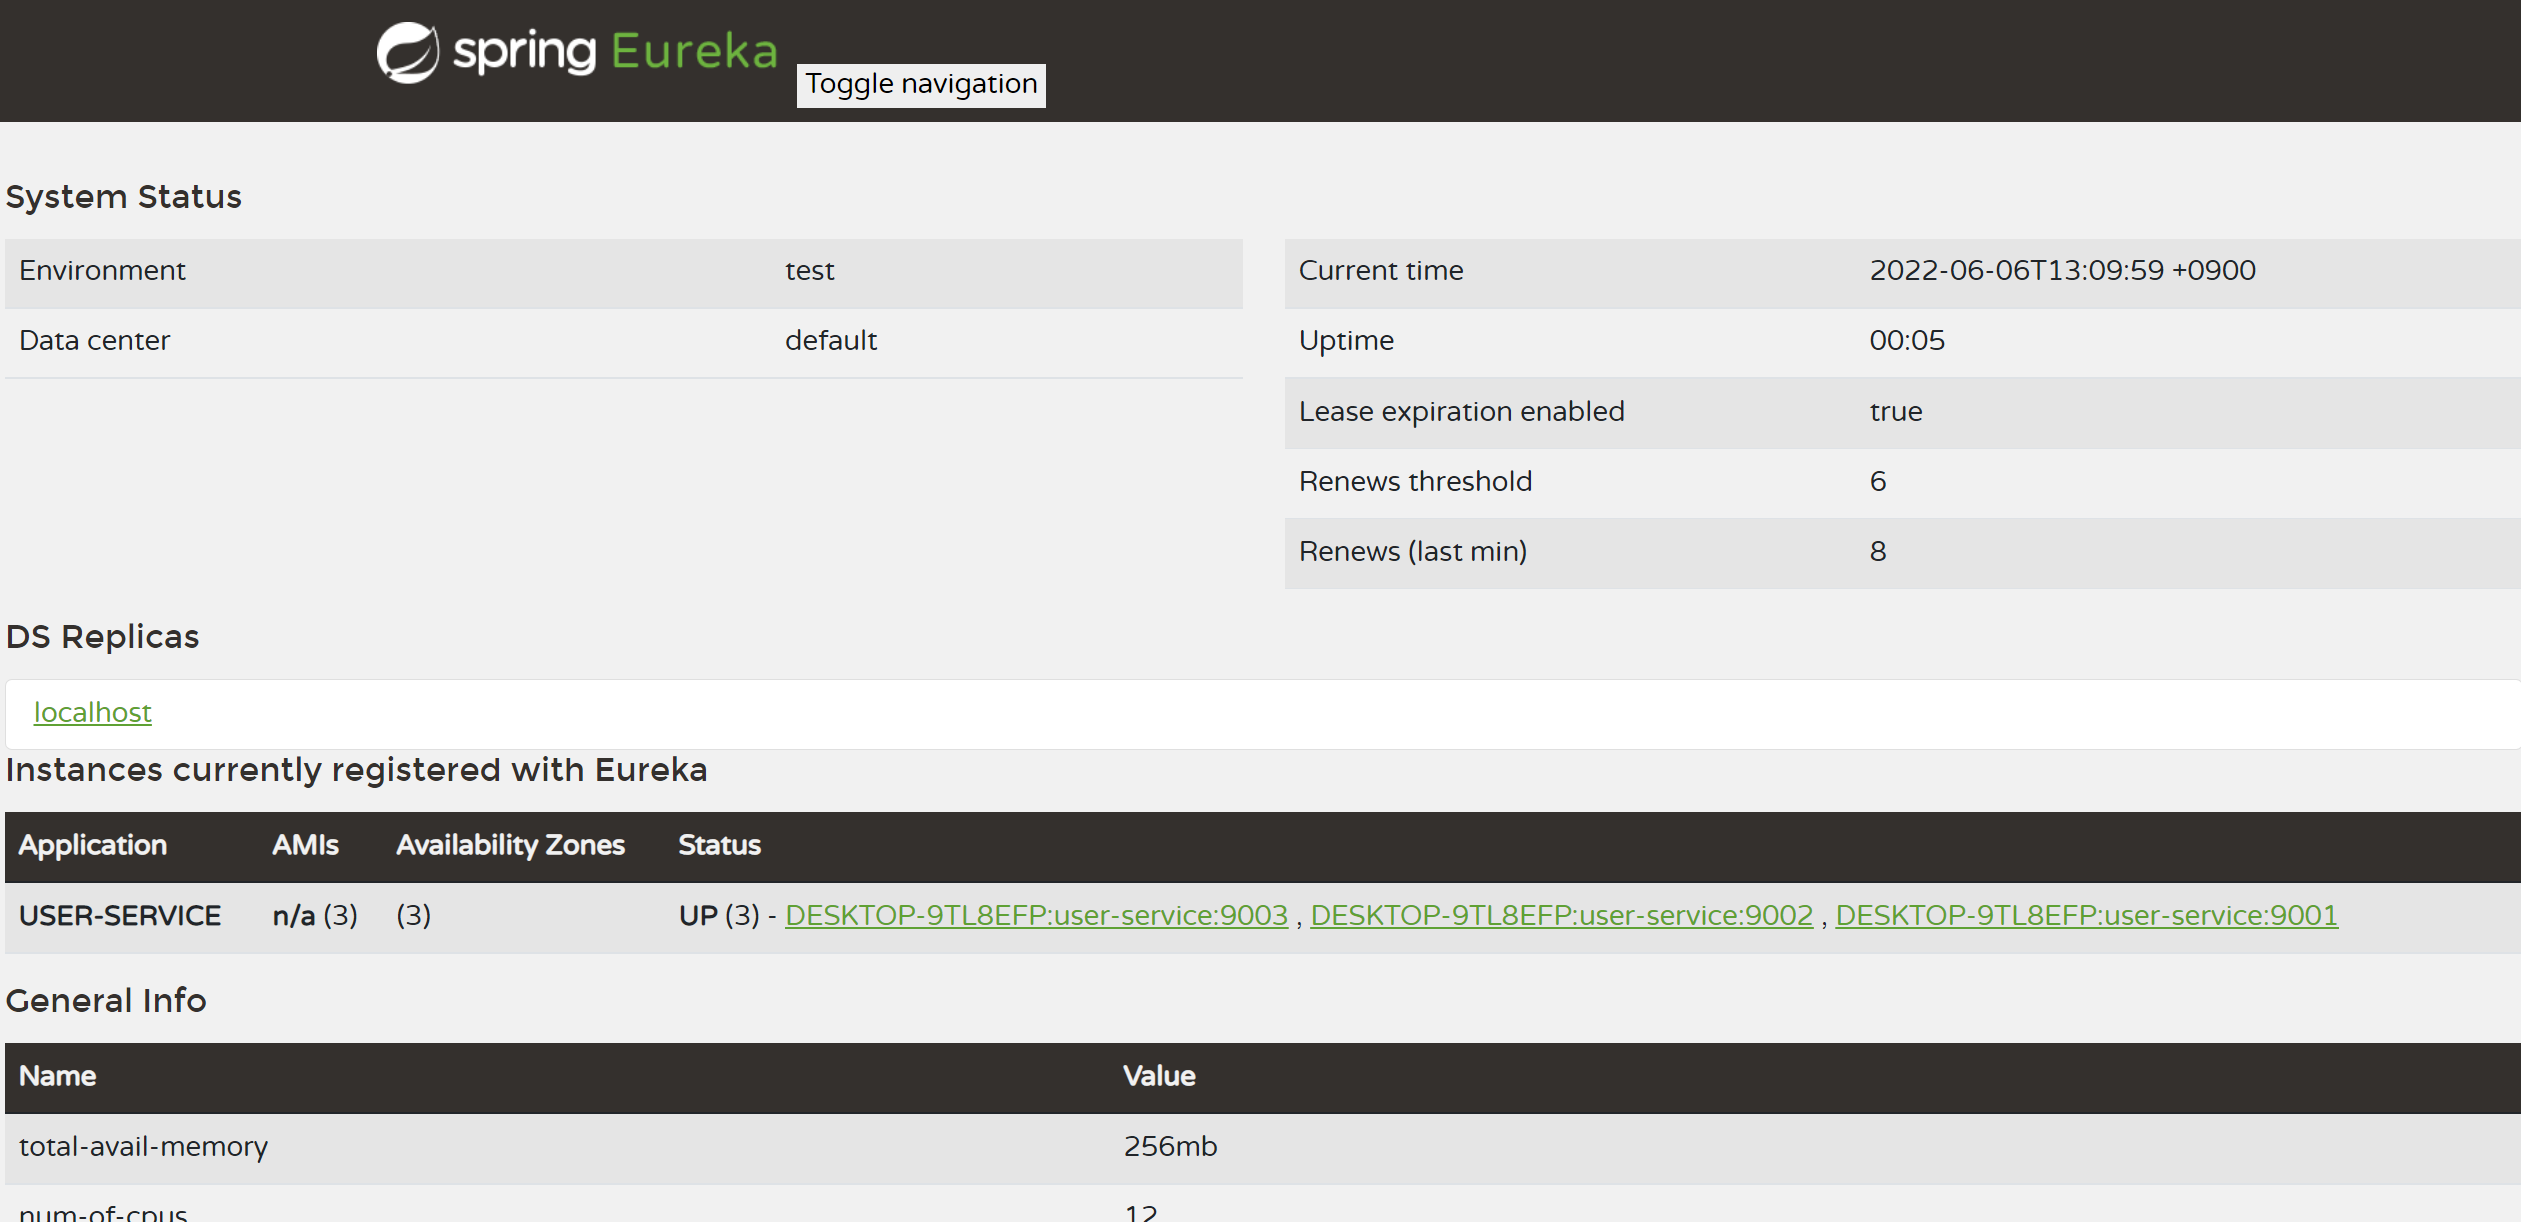 spring Eureka
Toggle navigation
System Status
Environment test
Data center default
Current time 2022-06-06T13:09:59 +0900
Uptime 00:05
Lease expiration enabled true
Renews threshold 6
Renews (last min) 8
DS Replicas
localhost
Instances currently registered with Eureka
Application AMIs Availability Zones Status
USER-SERVICE n/a (3) (3) UP (3) - DESKTOP-9TL8EFP:user-service:9003 , DESKTOP-9TL8EFP:user-service:9002 , DESKTOP-9TL8EFP:user-service:9001
General Info
Name Value
total-avail-memory 256mb
num-of-cpus 12